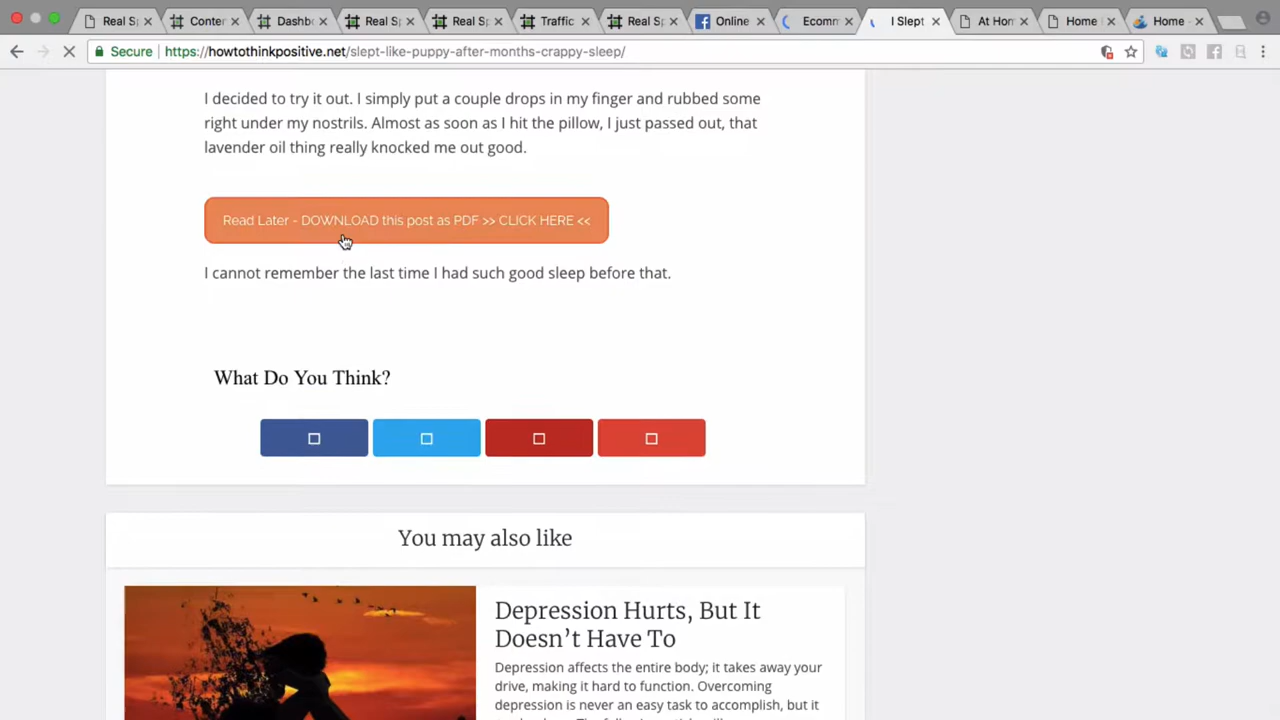 Real Sp
Conter
Dashb
Real Sp
Real Sp
Traffic
Real Sp
Online
Ecomm
I Slept
At Hom
Home
Home -
Secure
https://howtothinkpositive.net/slept-like-puppy-after-months-crappy-sleep/
I decided to try it out. I simply put a couple drops in my finger and rubbed some
right under my nostrils. Almost as soon as I hit the pillow, I just passed out, that
lavender oil thing really knocked me out good.
Read Later - DOWNLOAD this post as PDF >> CLICK HERE <<
I cannot remember the last time I had such good sleep before that.
What Do You Think?
You may also like
Depression Hurts, But It
Doesn’t Have To
Depression affects the entire body; it takes away your
drive, making it hard to function. Overcoming
depression is never an easy task to accomplish, but it